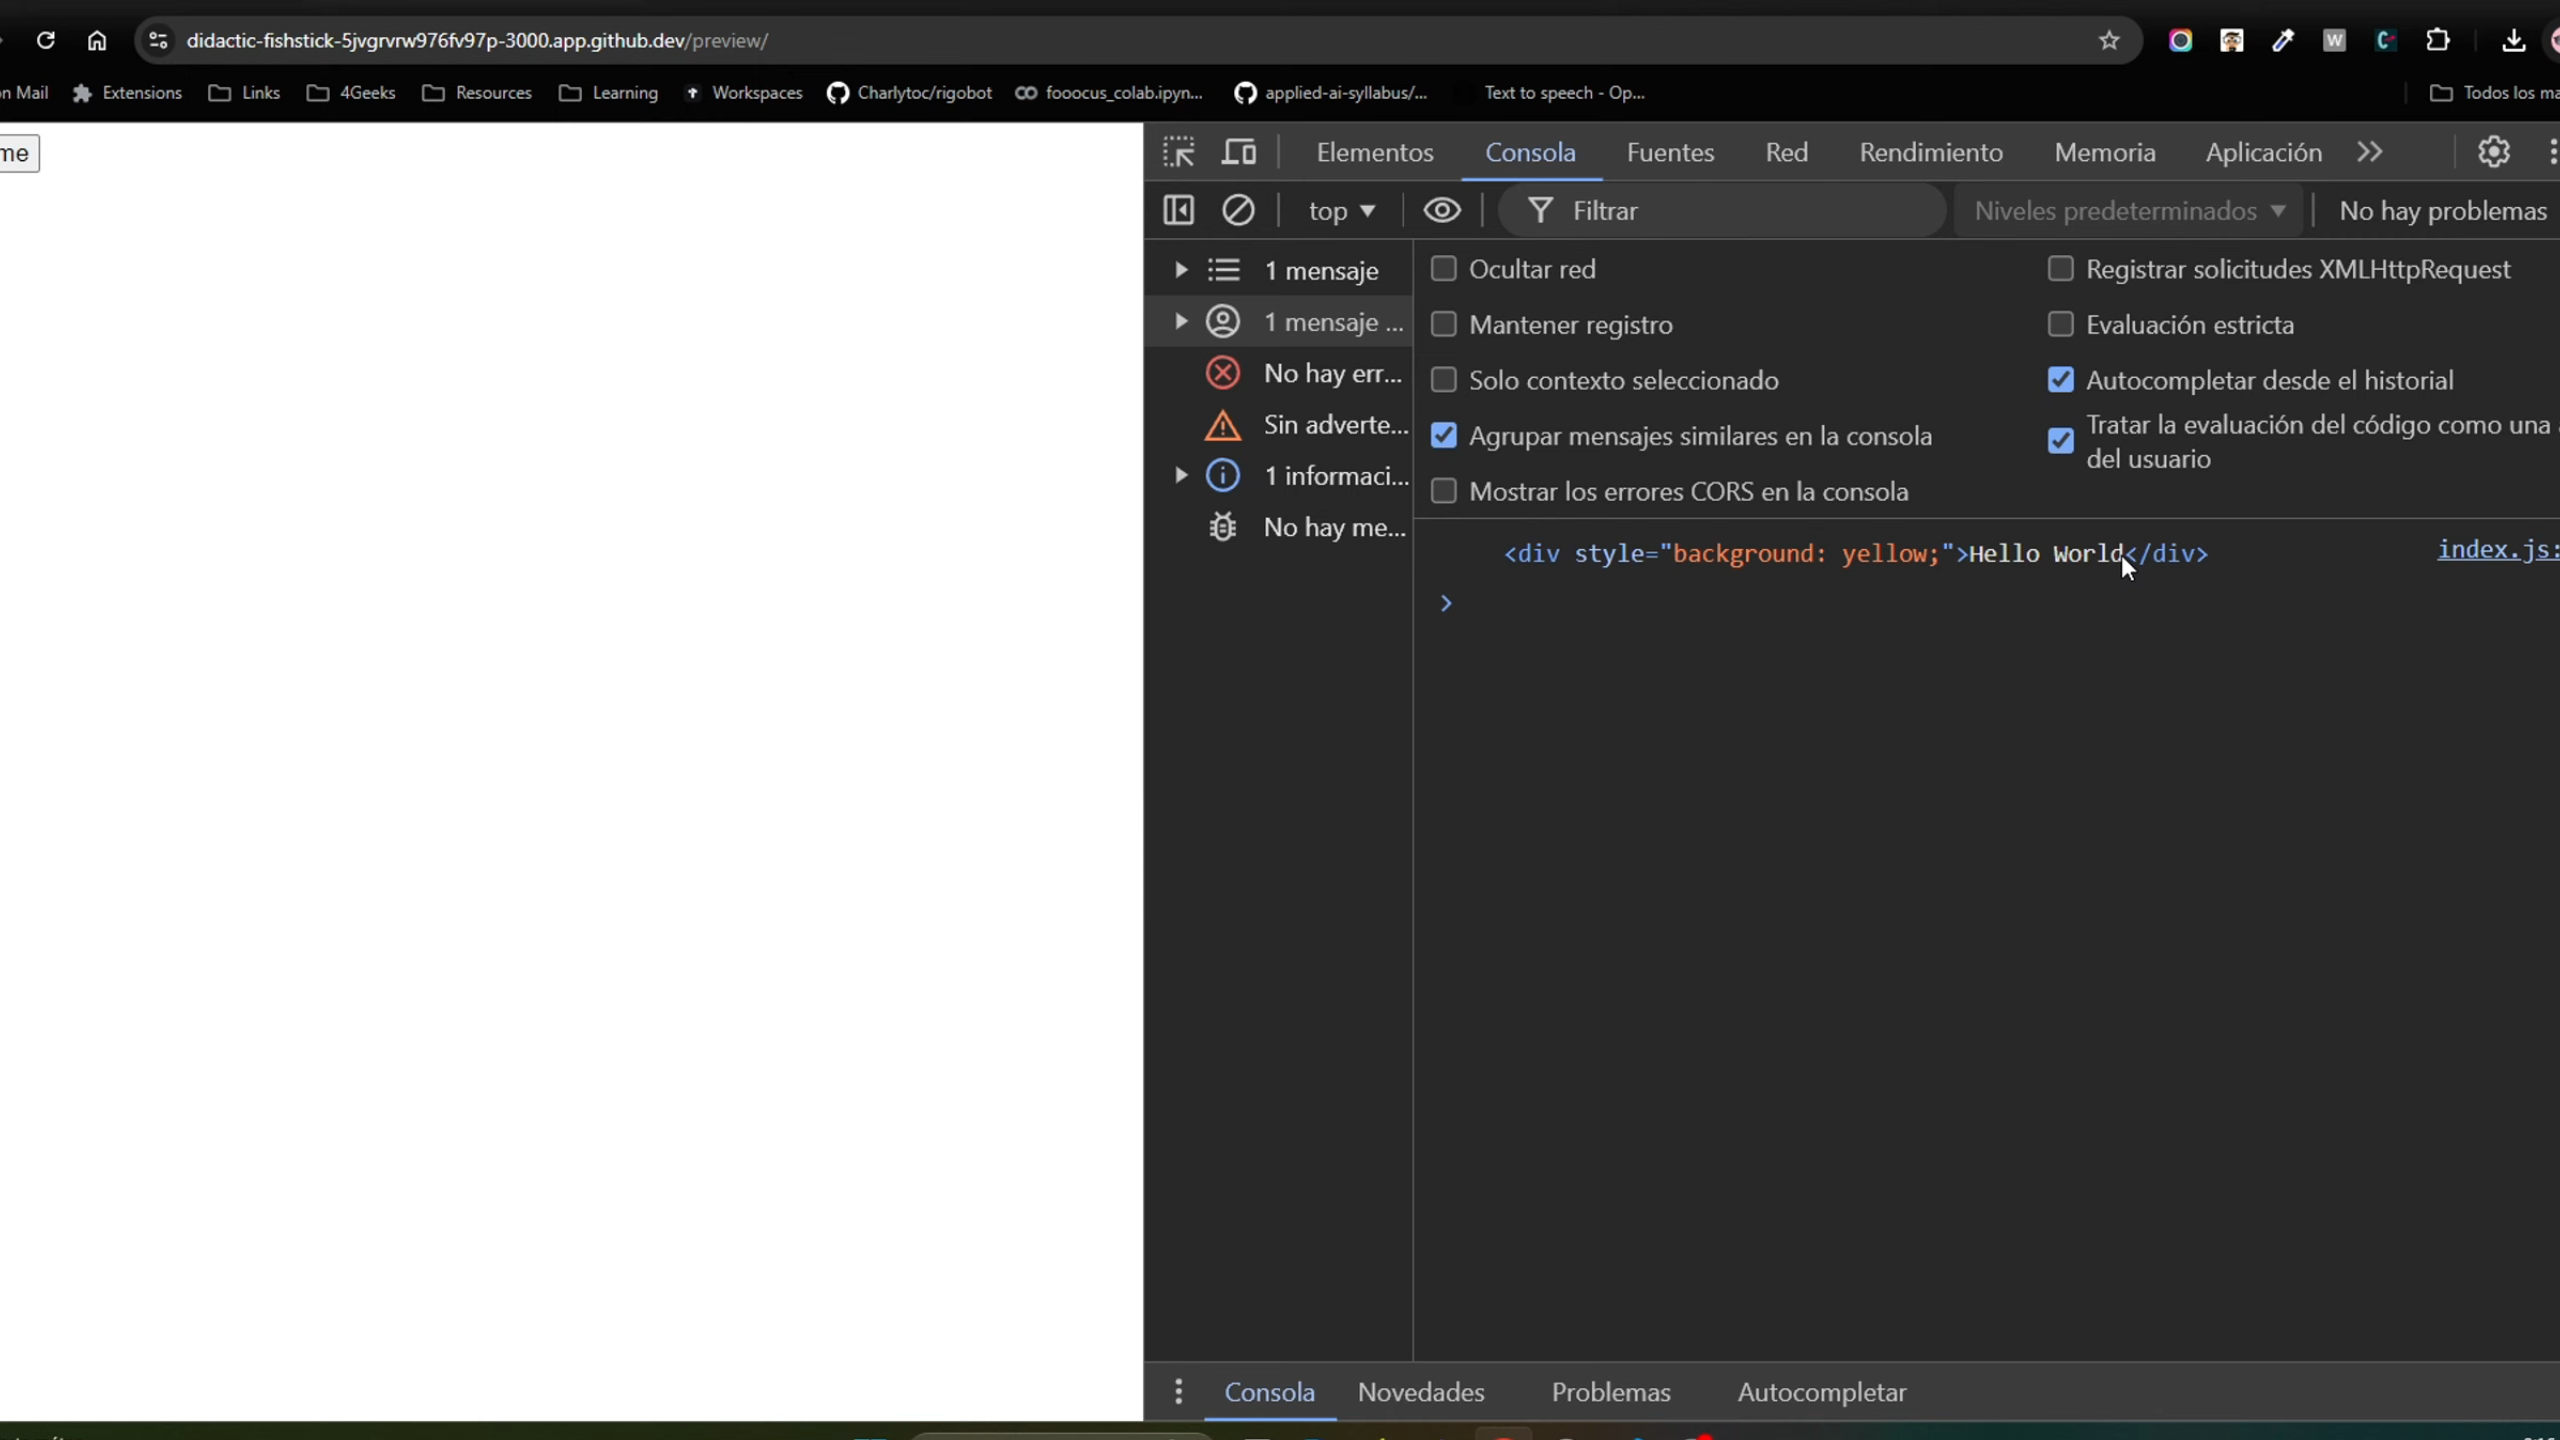 didactic-fishstick-5jvgrvrw976fv97p-3000.app.github.dev/preview/
on Mail Extensions Links 4Geeks Resources Learning Workspaces Charlytoc/rigobot fooocus_colab.ipyn... applied-ai-syllabus/... Text to speech - Op... Todos los ma
me
Elementos Consola Fuentes Red Rendimiento Memoria Aplicación
top Filtrar Niveles predeterminados No hay problemas
1 mensaje
1 mensaje ...
No hay err...
Sin adverte...
1 informaci...
No hay me...
Ocultar red
Mantener registro
Solo contexto seleccionado
Agrupar mensajes similares en la consola
Mostrar los errores CORS en la consola
Registrar solicitudes XMLHttpRequest
Evaluación estricta
Autocompletar desde el historial
Tratar la evaluación del código como una a
del usuario
<div style="background: yellow;">Hello World</div> index.js:
>
Consola Novedades Problemas Autocompletar